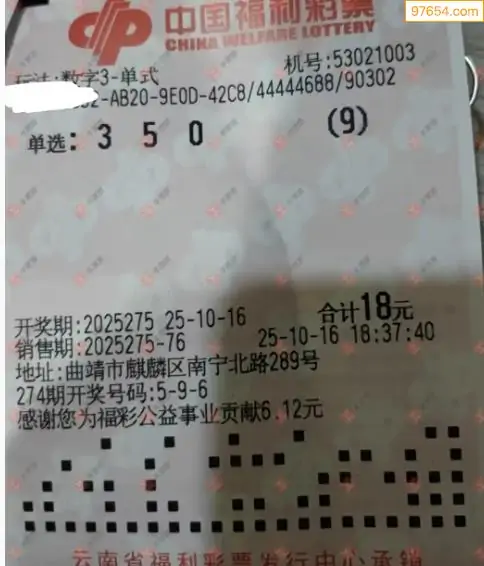 97654.com
中国福利彩票
CHINA WELFARE LOTTERY
玩法:数字3-单式 机号:53021003
2-AB20-9E0D-42C8/44444688/90302
单选: 3 5 0 (9)
开奖期:2025275 25-10-16 合计18元
销售期:2025275-76 25-10-16 18:37:40
地址:曲靖市麒麟区南宁北路289号
274期开奖号码:5-9-6
感谢您为福彩公益事业贡献6.12元
云南省福利彩票发行中心承销